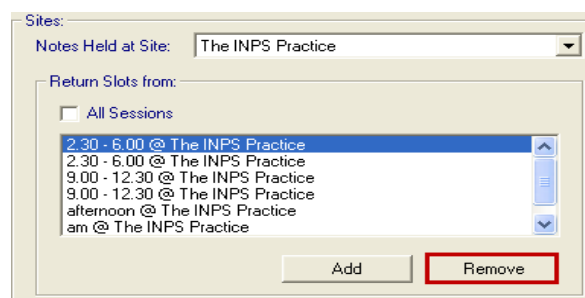 Sites:
Notes Held at Site: The INPS Practice
Return Slots from:
All Sessions
2.30 - 6.00 @ The INPS Practice
2.30 - 6.00 @ The INPS Practice
9.00 - 12.30 @ The INPS Practice
9.00 - 12.30 @ The INPS Practice
afternoon @ The INPS Practice
am @ The INPS Practice
Add Remove